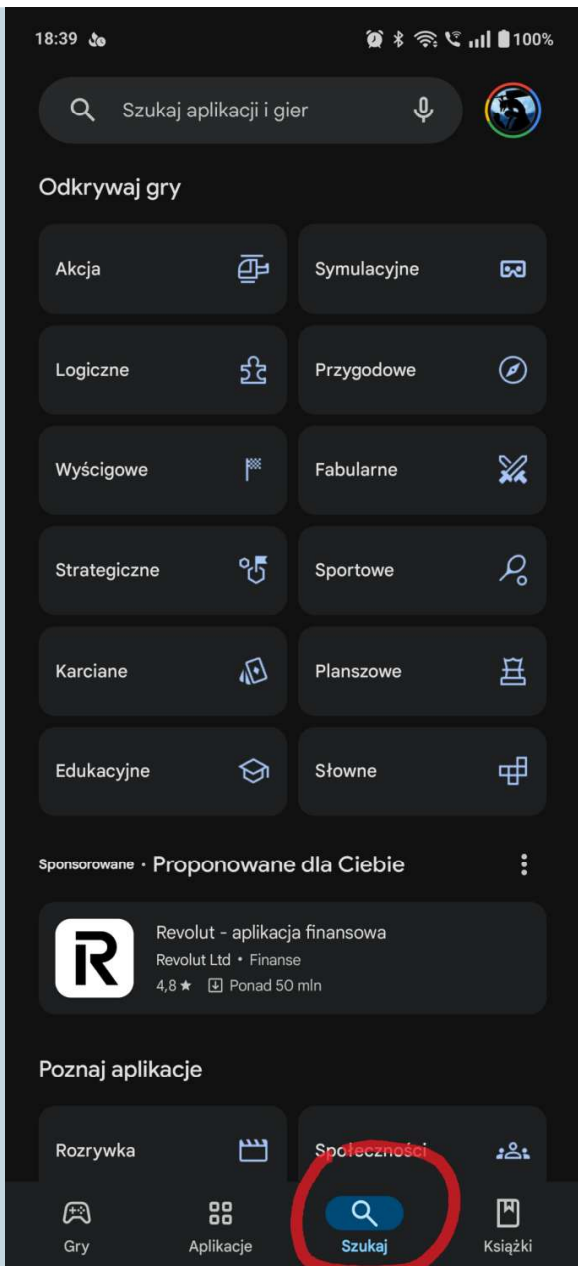 18:39 100%
Szukaj aplikacji i gier
Odkrywaj gry
Akcja Symulacyjne
Logiczne Przygodowe
Wyścigowe Fabularne
Strategiczne Sportowe
Karciane Planszowe
Edukacyjne Słowne
Sponsorowane • Proponowane dla Ciebie
Revolut - aplikacja finansowa
Revolut Ltd • Finanse
4,8 ★ Ponad 50 mln
Poznaj aplikacje
Rozrywka Społeczności
Gry Aplikacje Szukaj Książki